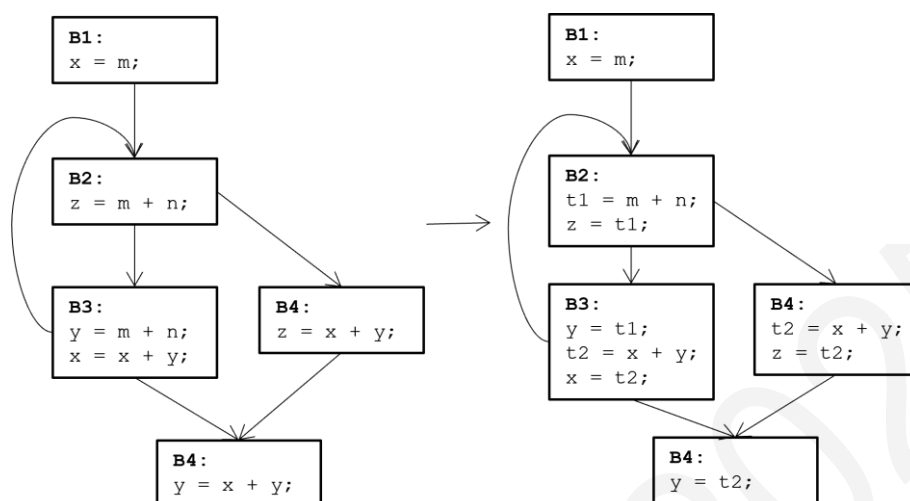 B1:
x = m;
B2:
z = m + n;
B3:
y = m + n;
x = x + y;
B4:
z = x + y;
B4:
y = x + y;
B1:
x = m;
B2:
t1 = m + n;
z = t1;
B3:
y = t1;
t2 = x + y;
x = t2;
B4:
t2 = x + y;
z = t2;
B4:
y = t2;